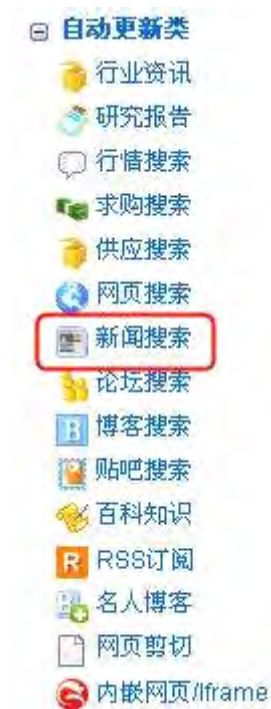 自动更新类
行业资讯
研究报告
行情搜索
求购搜索
供应搜索
网页搜索
新闻搜索
论坛搜索
博客搜索
贴吧搜索
百科知识
RSS订阅
名人博客
网页剪切
内嵌网页/Iframe